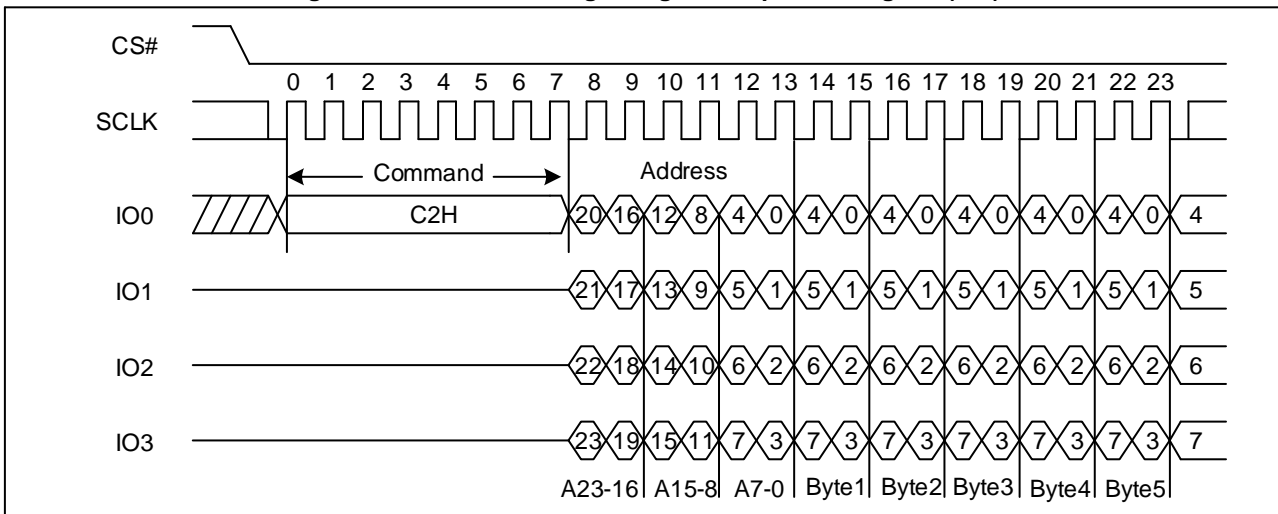 CS#
0 1 2 3 4 5 6 7 8 9 10 11 12 13 14 15 16 17 18 19 20 21 22 23
SCLK
Command Address
IO0 C2H 20 16 12 8 4 0 4 0 4 0 4 0 4 0 4 0 4
IO1 21 17 13 9 5 1 5 1 5 1 5 1 5 1 5 1 5
IO2 22 18 14 10 6 2 6 2 6 2 6 2 6 2 6 2 6
IO3 23 19 15 11 7 3 7 3 7 3 7 3 7 3 7 3 7
A23-16 A15-8 A7-0 Byte1 Byte2 Byte3 Byte4 Byte5